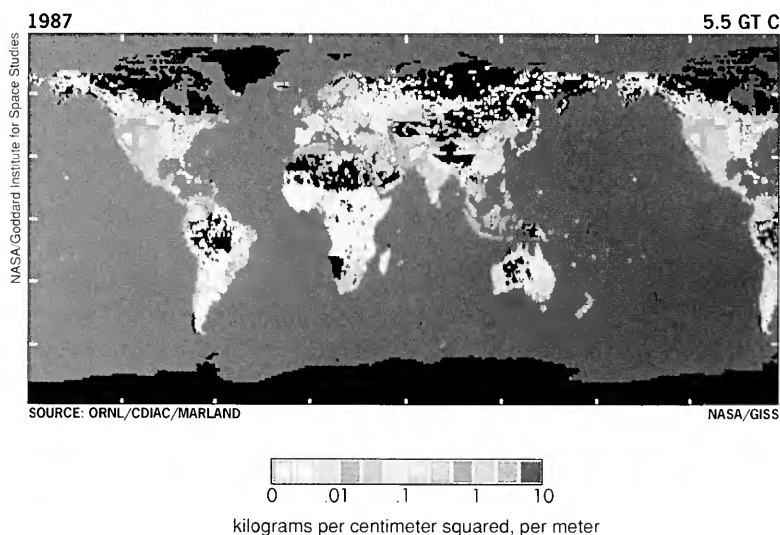 1987 5.5 GT C
NASA/Goddard Institute for Space Studies
SOURCE: ORNL/CDIAC/MARLAND NASA/GISS
0 .01 .1 1 10
kilograms per centimeter squared, per meter